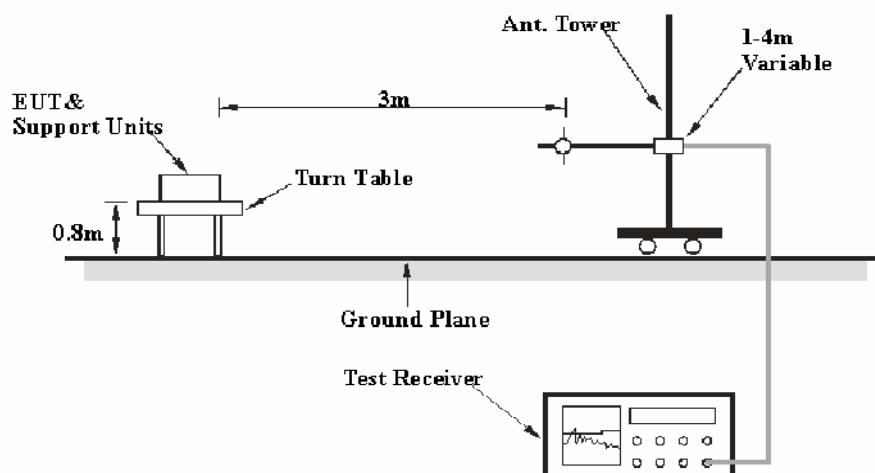 Ant. Tower
1-4m
Variable
3m
EUT &
Support Units
Turn Table
0.8m
Ground Plane
Test Receiver